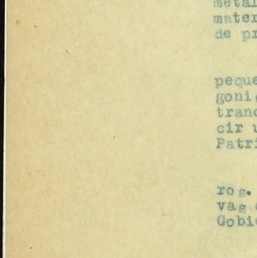 metal
mater
de pr
peque
goni
tranc
cir u
Patri
ros.
vag
Gobi